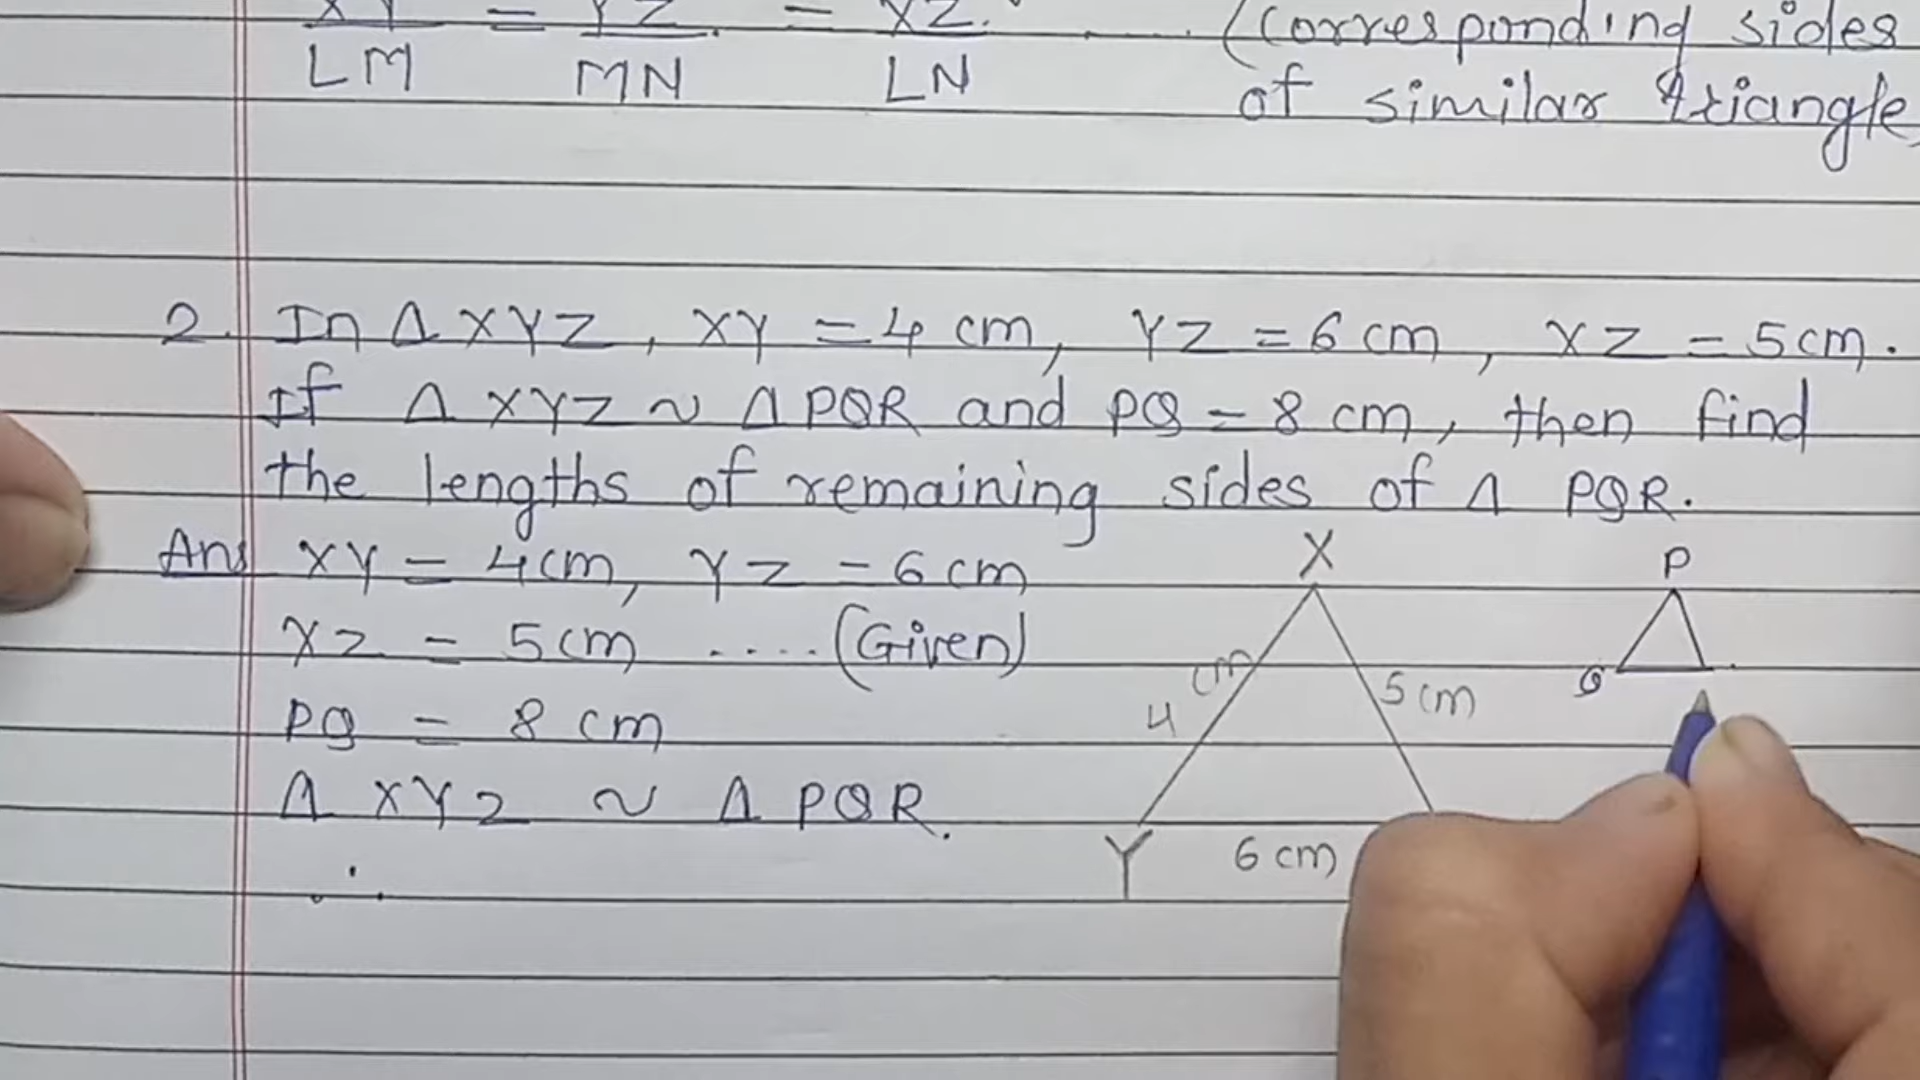 XY/LM = YZ/MN = XZ/LN ........ (Corresponding sides
of similar triangle
2. In Δ XYZ, XY = 4 cm, YZ = 6 cm, XZ = 5 cm.
If Δ XYZ ~ Δ PQR and PQ = 8 cm, then find
the lengths of remaining sides of Δ PQR.
Ans XY = 4 cm, YZ = 6 cm
XZ = 5 cm .... (Given)
PQ = 8 cm
Δ XYZ ~ Δ PQR.
∴
X
4 cm
5 cm
Y
6 cm
P
Q